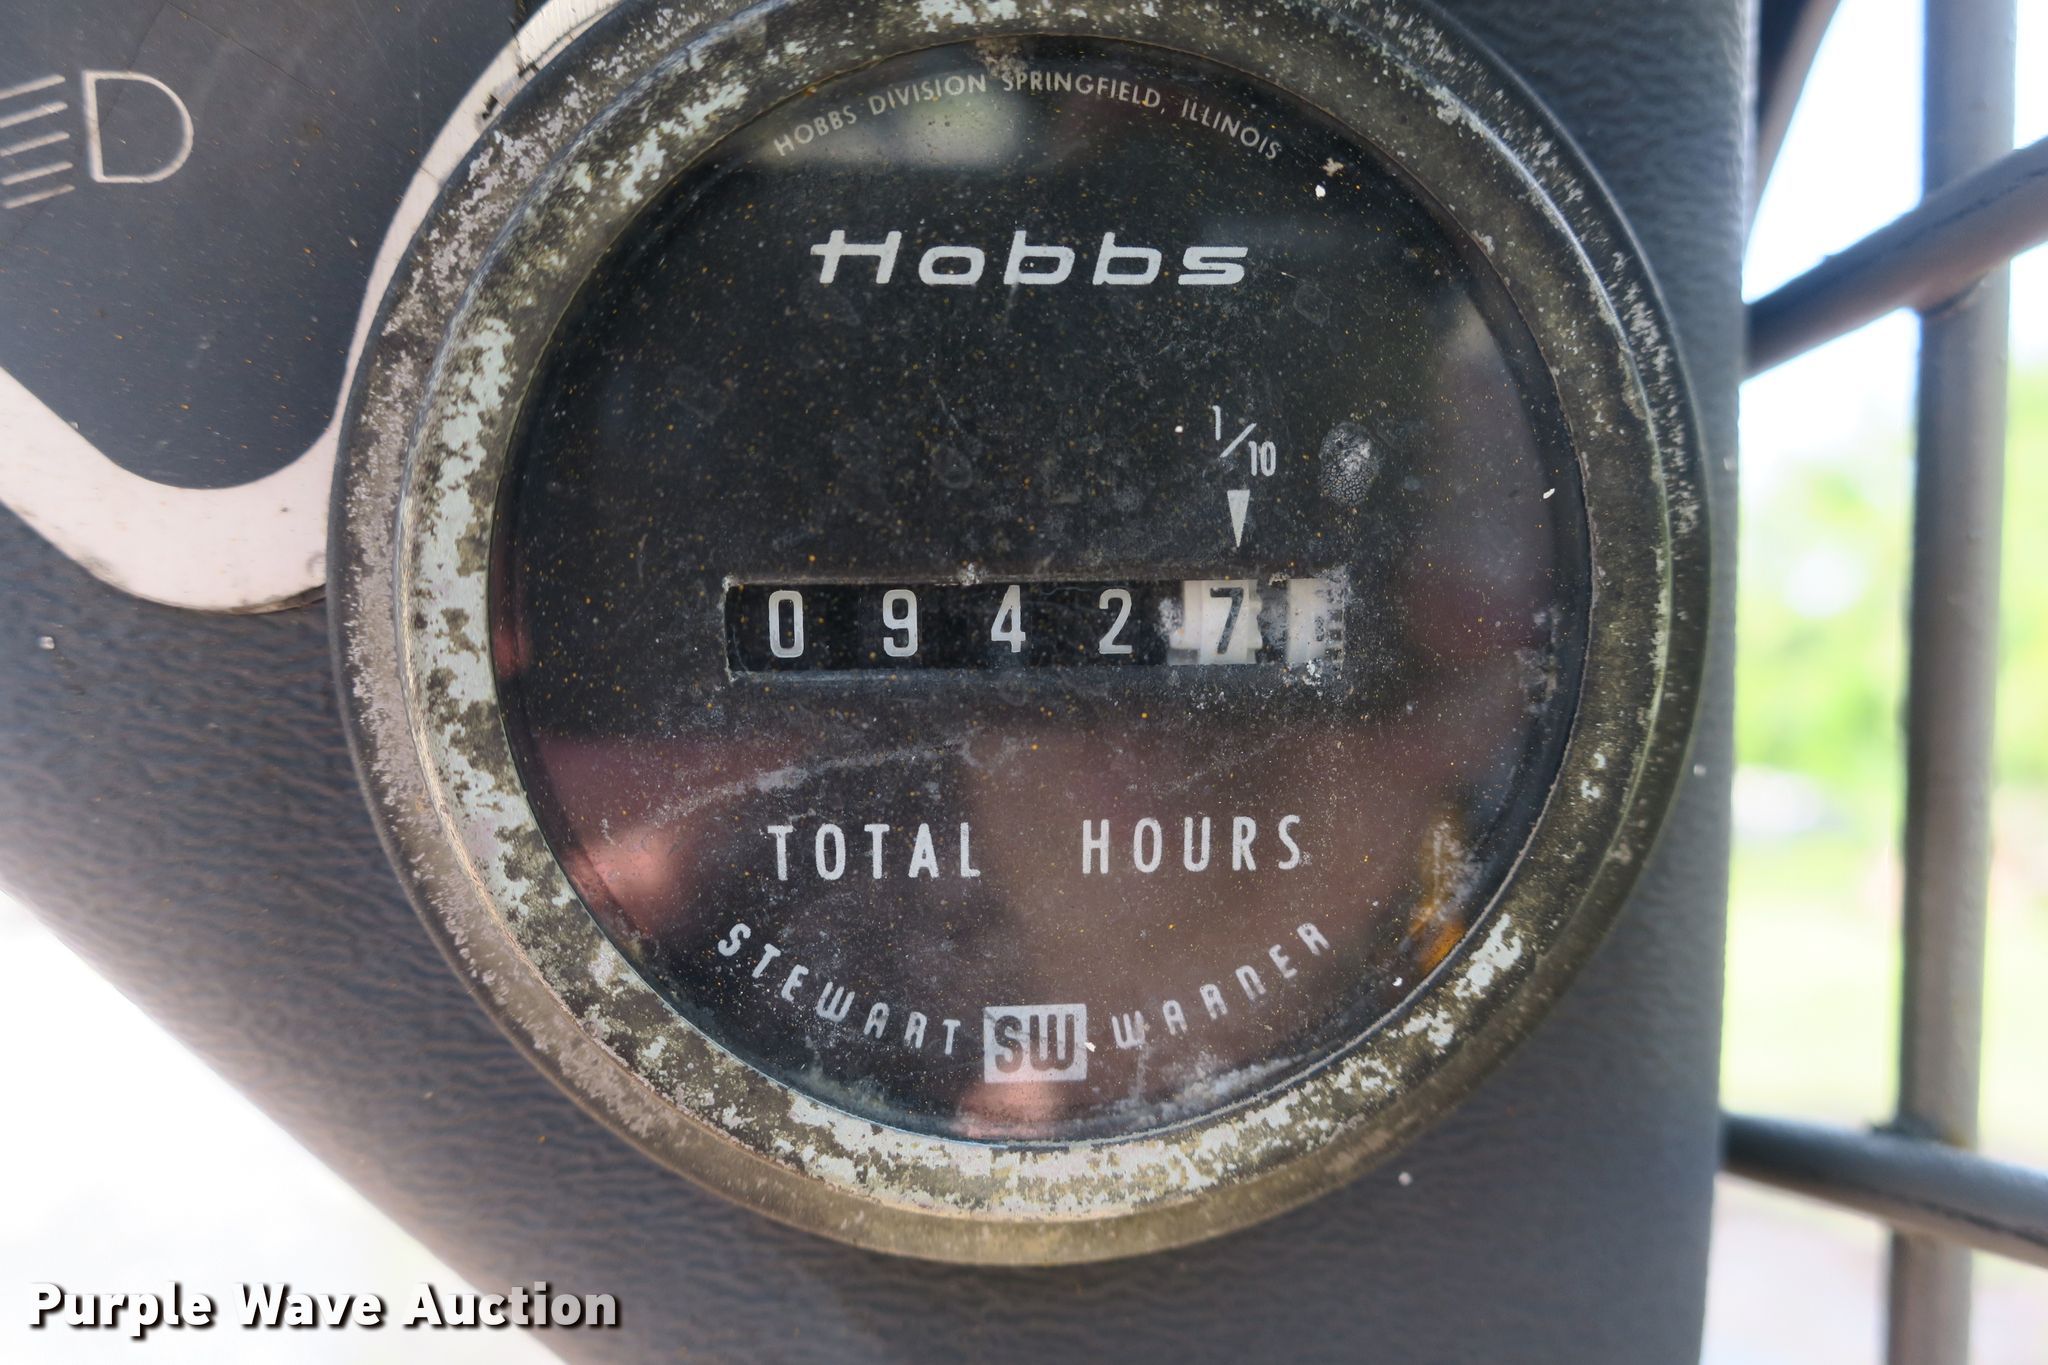 HOBBS DIVISION SPRINGFIELD, ILLINOIS
Hobbs
1/10
0 9 4 2 7
TOTAL HOURS
STEWART SW WARNER
Purple Wave Auction